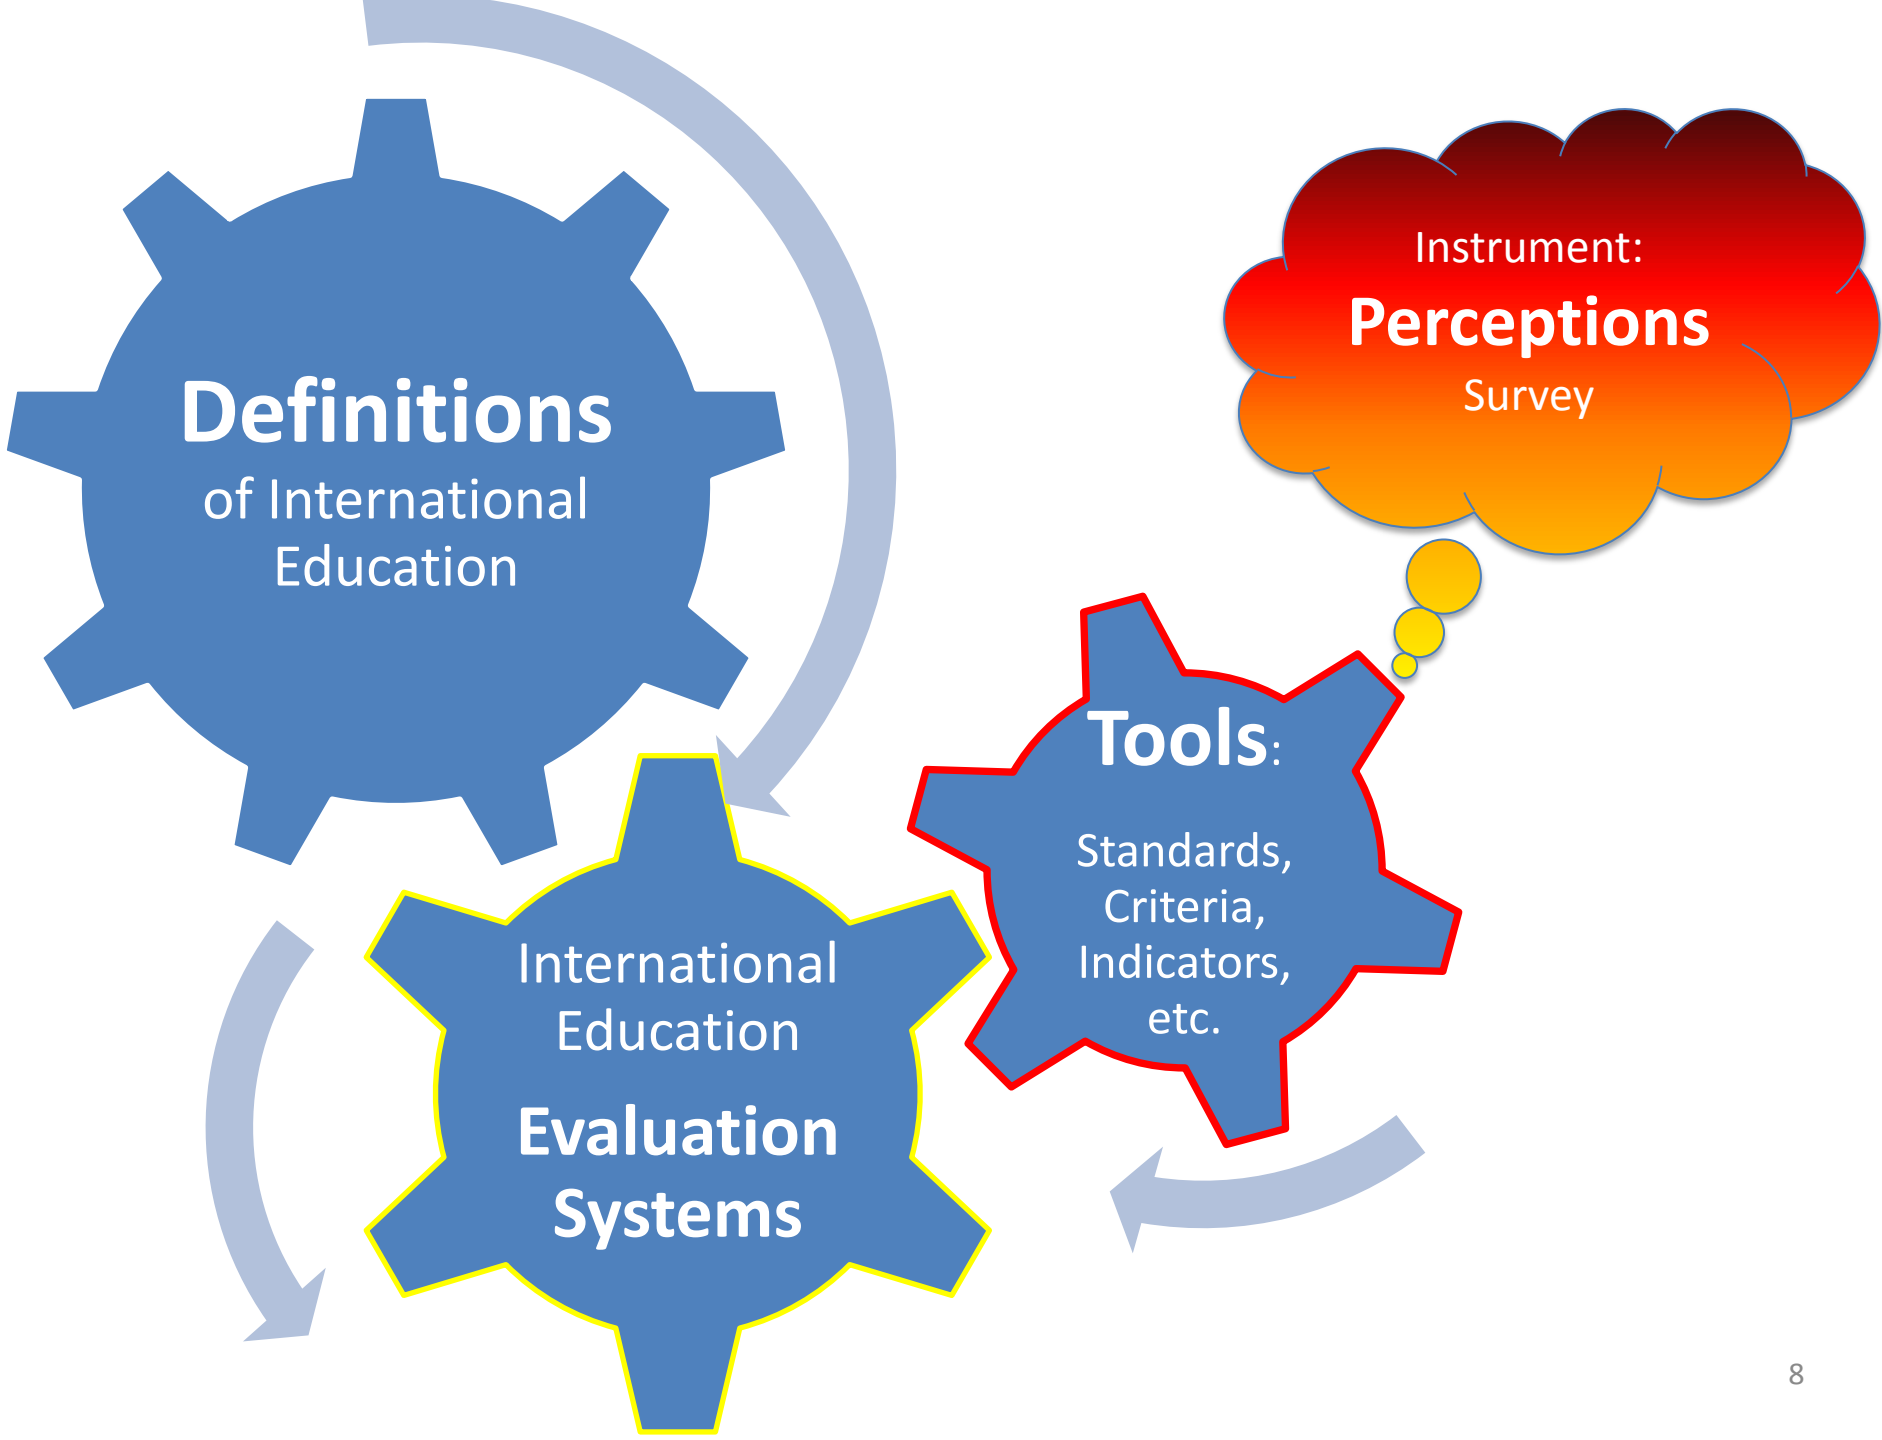 Definitions
of International
Education
Instrument:
Perceptions
Survey
Tools:
Standards,
Criteria,
Indicators,
etc.
International
Education
Evaluation
Systems
8